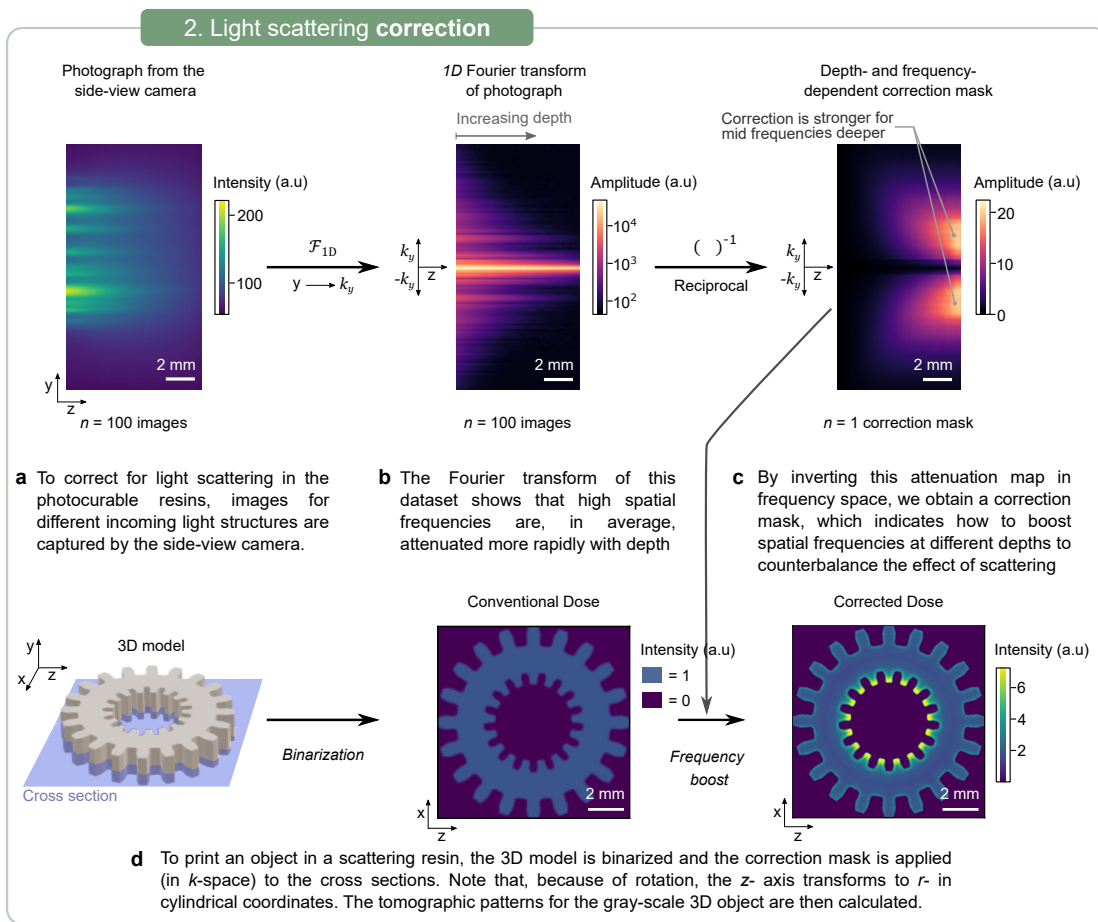 2. Light scattering correction
Photograph from the
side-view camera
1D Fourier transform
of photograph
Depth- and frequency-
dependent correction mask
Increasing depth
Correction is stronger for
mid frequencies deeper
Intensity (a.u)
200
100
2 mm
y
z
n = 100 images
ℱ1D
y → ky
ky
z
-ky
Amplitude (a.u)
10^4
10^3
10^2
2 mm
n = 100 images
( )^-1
Reciprocal
ky
z
-ky
Amplitude (a.u)
20
10
0
2 mm
n = 1 correction mask
a To correct for light scattering in the
photocurable resins, images for
different incoming light structures are
captured by the side-view camera.
b The Fourier transform of this
dataset shows that high spatial
frequencies are, in average,
attenuated more rapidly with depth
c By inverting this attenuation map in
frequency space, we obtain a correction
mask, which indicates how to boost
spatial frequencies at different depths to
counterbalance the effect of scattering
3D model
y
z
x
Cross section
Binarization
Conventional Dose
Intensity (a.u)
= 1
= 0
2 mm
x
z
Frequency
boost
Corrected Dose
Intensity (a.u)
6
4
2
2 mm
x
z
d To print an object in a scattering resin, the 3D model is binarized and the correction mask is applied
(in k-space) to the cross sections. Note that, because of rotation, the z- axis transforms to r- in
cylindrical coordinates. The tomographic patterns for the gray-scale 3D object are then calculated.